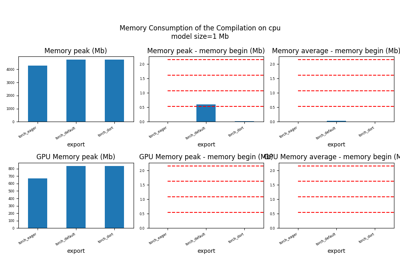 Memory Consumption of the Compilation on cpu
model size=1 Mb
Memory peak (Mb)
Memory peak - memory begin (Mb)
Memory average - memory begin (Mb)
4000
3000
2000
1000
0
2.0
1.5
1.0
0.5
0.0
2.0
1.5
1.0
0.5
0.0
torch_eager
torch_default
torch_dort
torch_eager
torch_default
torch_dort
torch_eager
torch_default
torch_dort
export
export
export
GPU Memory peak (Mb)
GPU Memory peak - memory begin (Mb)
GPU Memory average - memory begin (M
800
700
600
500
400
300
200
100
0
2.0
1.5
1.0
0.5
0.0
2.0
1.5
1.0
0.5
0.0
torch_eager
torch_default
torch_dort
torch_eager
torch_default
torch_dort
torch_eager
torch_default
torch_dort
export
export
export